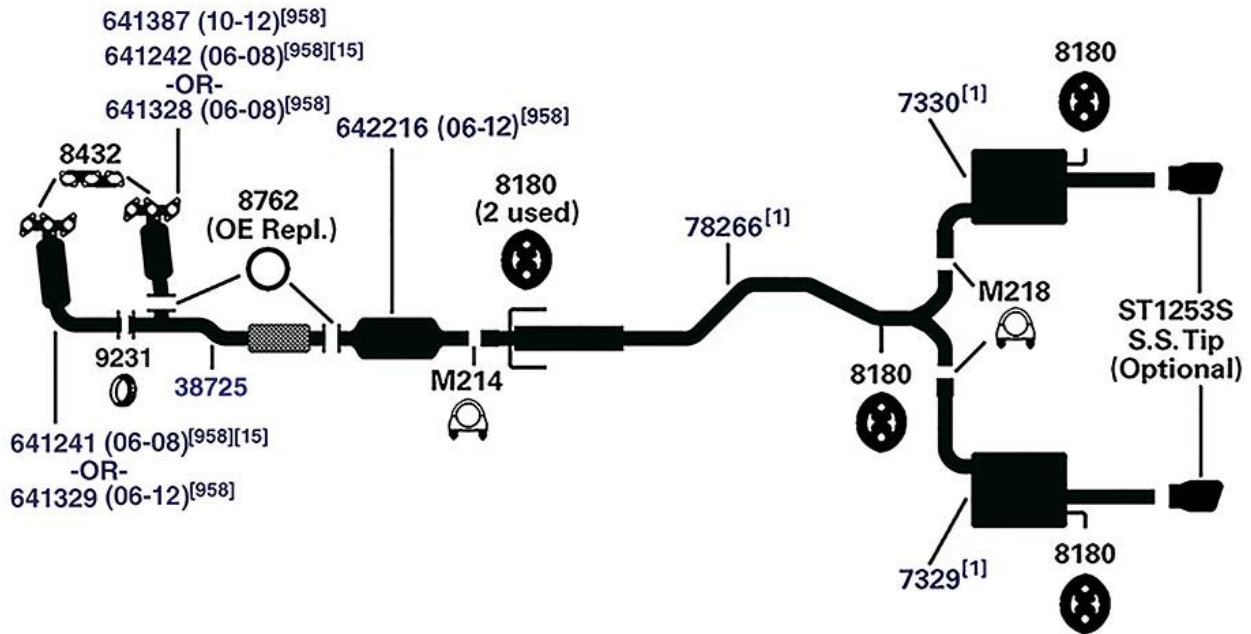 641387 (10-12)[958]
641242 (06-08)[958][15]
-OR-
641328 (06-08)[958]
8432
8762
(OE Repl.)
642216 (06-12)[958]
8180
(2 used)
78266[1]
7330[1]
8180
M218
ST1253S
S.S. Tip
(Optional)
9231
38725
M214
8180
641241 (06-08)[958][15]
-OR-
641329 (06-12)[958]
7329[1]
8180